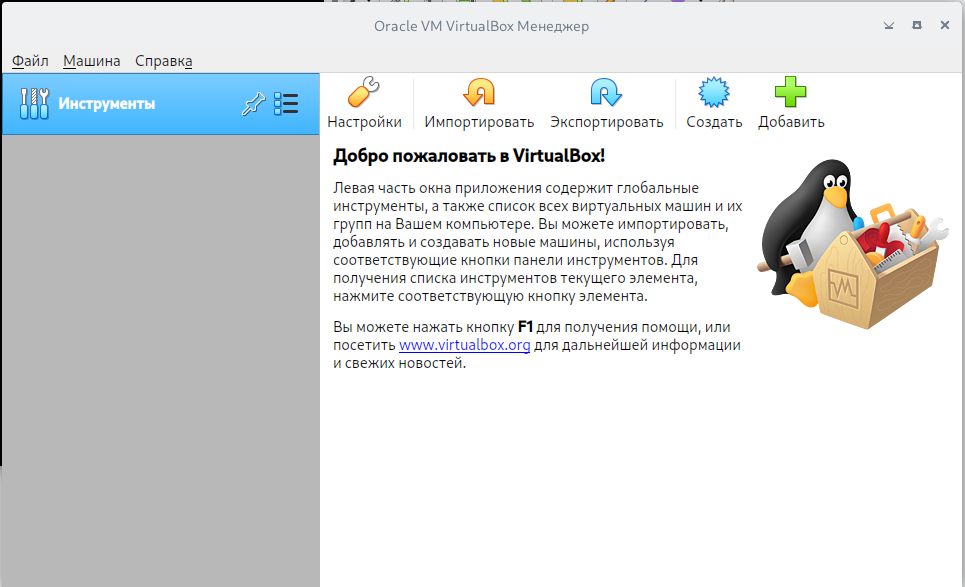 Oracle VM VirtualBox Менеджер
Файл Машина Справка
Инструменты
Настройки Импортировать Экспортировать Создать Добавить
Добро пожаловать в VirtualBox!
Левая часть окна приложения содержит глобальные
инструменты, а также список всех виртуальных машин и их
групп на Вашем компьютере. Вы можете импортировать,
добавлять и создавать новые машины, используя
соответствующие кнопки панели инструментов. Для
получения списка инструментов текущего элемента,
нажмите соответствующую кнопку элемента.
Вы можете нажать кнопку F1 для получения помощи, или
посетить www.virtualbox.org для дальнейшей информации
и свежих новостей.